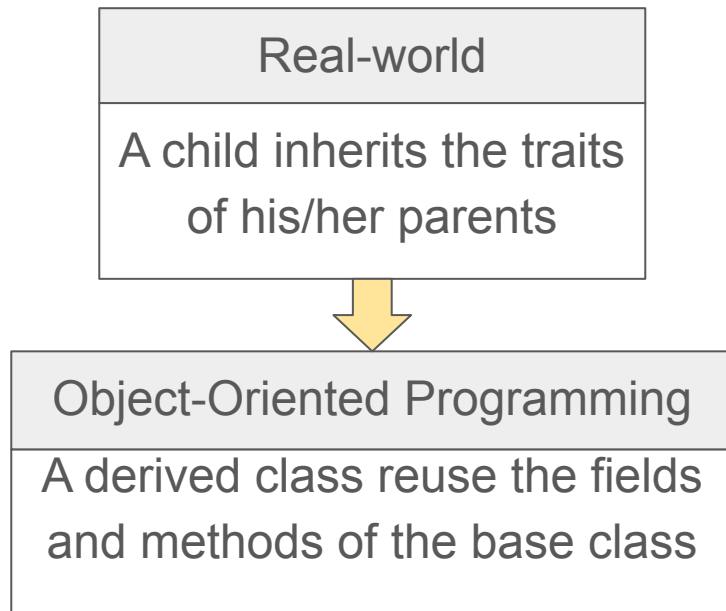 Real-world
A child inherits the traits
of his/her parents
Object-Oriented Programming
A derived class reuse the fields
and methods of the base class